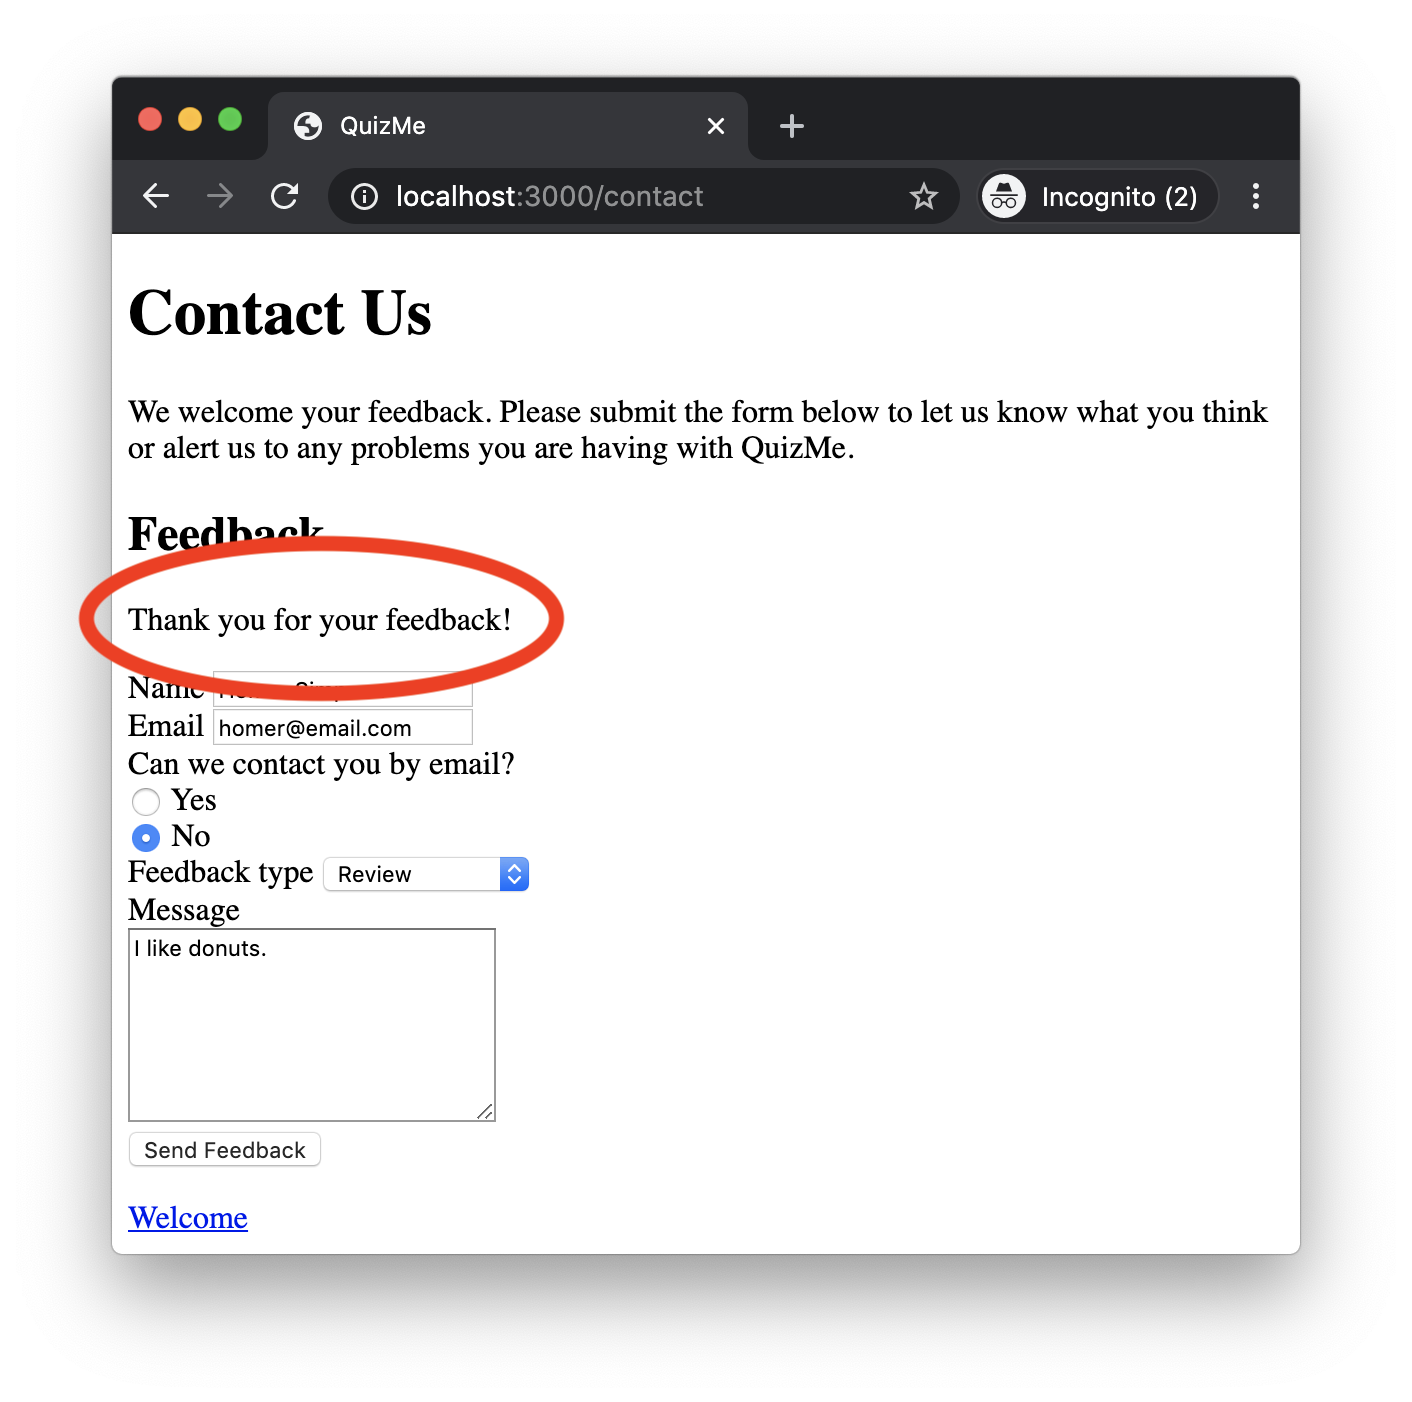 QuizMe
localhost:3000/contact
Incognito (2)
Contact Us
We welcome your feedback. Please submit the form below to let us know what you think
or alert us to any problems you are having with QuizMe.
Feedback
Thank you for your feedback!
Name
Email homer@email.com
Can we contact you by email?
Yes
No
Feedback type Review
Message
I like donuts.
Send Feedback
Welcome